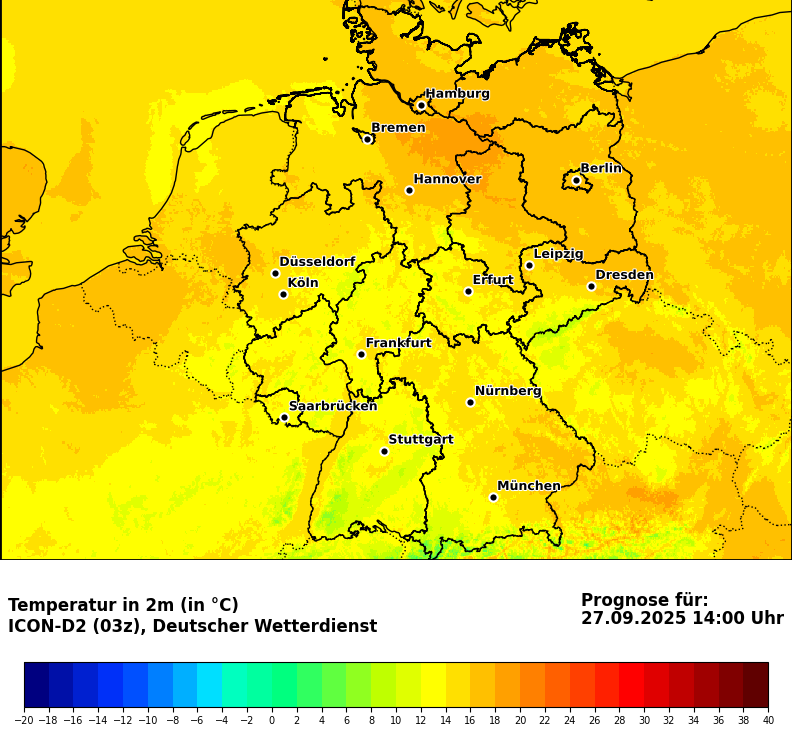 Hamburg
Bremen
Berlin
Hannover
Leipzig
Düsseldorf
Dresden
Köln
Erfurt
Frankfurt
Nürnberg
Saarbrücken
Stuttgart
München
Temperatur in 2m (in °C)
ICON-D2 (03z), Deutscher Wetterdienst
Prognose für:
27.09.2025 14:00 Uhr
−20 −18 −16 −14 −12 −10 −8 −6 −4 −2 0 2 4 6 8 10 12 14 16 18 20 22 24 26 28 30 32 34 36 38 40